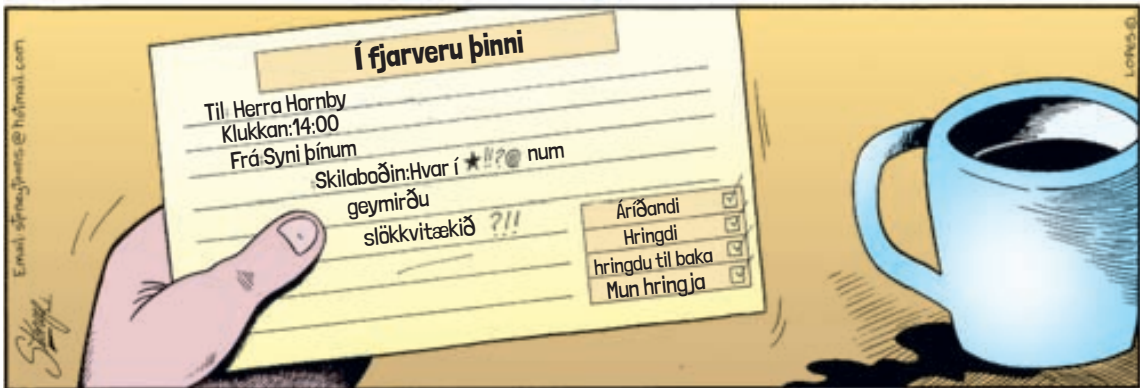 Í fjarveru þinni
Til: Herra Hornby
Klukkan:14:00
Frá:Syni þínum
Skilaboðin:Hvar í ★!!?@ num
geymirðu
slökkvitækið ?!!
Áríðandi
Hringdi
hringdu til baka
Mun hringja
LOPES ©